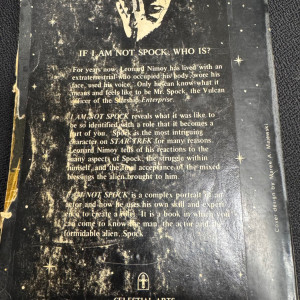 IF I AM NOT SPOCK, WHO IS?
For years now, Leonard Nimoy has lived with an
extraterrestrial who occupied his body, wore his
face, used his voice. Only he can know what it
means and feels like to be Mr. Spock, the Vulcan
officer of the Starship Enterprise.
I AM NOT SPOCK reveals what it was like to
be so identified with a role that it becomes a
part of you. Spock is the most intriguing
character on STAR TREK for many reasons.
Leonard Nimoy tells of his reactions to the
many aspects of Spock, the struggle within
himself, and the final acceptance of the mixed
blessings the alien brought to him.
I AM NOT SPOCK is a complex portrait of an
actor and how he uses his own skill and experi-
ence to create a role. It is a book in which you
can come to know the man, the actor and the
formidable alien, Spock.
CELESTIAL ARTS
Cover design by